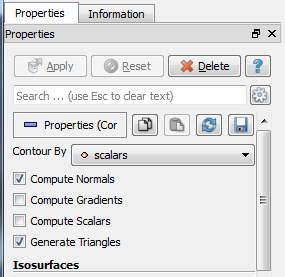 Properties Information
Properties
Apply Reset Delete ?
Search ... (use Esc to clear text)
Properties (Cor
Contour By scalars
Compute Normals
Compute Gradients
Compute Scalars
Generate Triangles
Isosurfaces